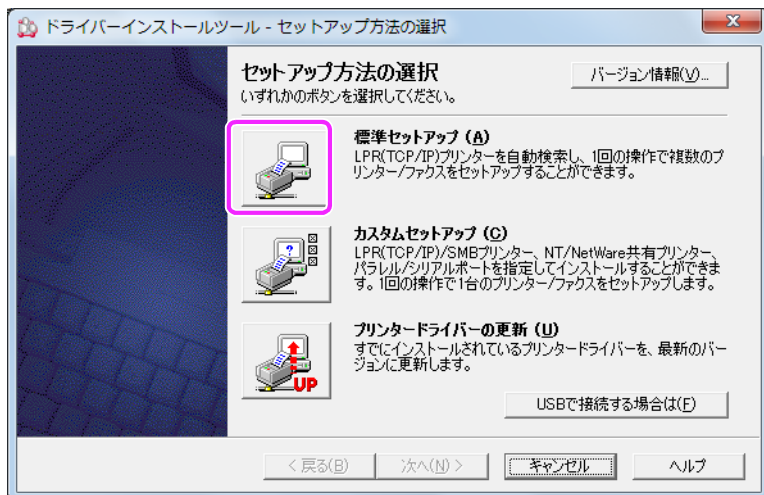 ドライバーインストールツール - セットアップ方法の選択
セットアップ方法の選択
バージョン情報(V)...
いずれかのボタンを選択してください。
標準セットアップ (A)
LPR(TCP/IP)プリンターを自動検索し、1回の操作で複数のプ
リンター/ファクスをセットアップすることができます。
カスタムセットアップ (C)
LPR(TCP/IP)/SMBプリンター、NT/NetWare共有プリンター、
パラレル/シリアルポートを指定してインストールすることができま
す。1回の操作で1台のプリンター/ファクスをセットアップします。
プリンタードライバーの更新 (U)
すでにインストールされているプリンタードライバーを、最新のバー
ジョンに更新します。
UP
USBで接続する場合は(F)
< 戻る(B)
次へ(N) >
キャンセル
ヘルプ